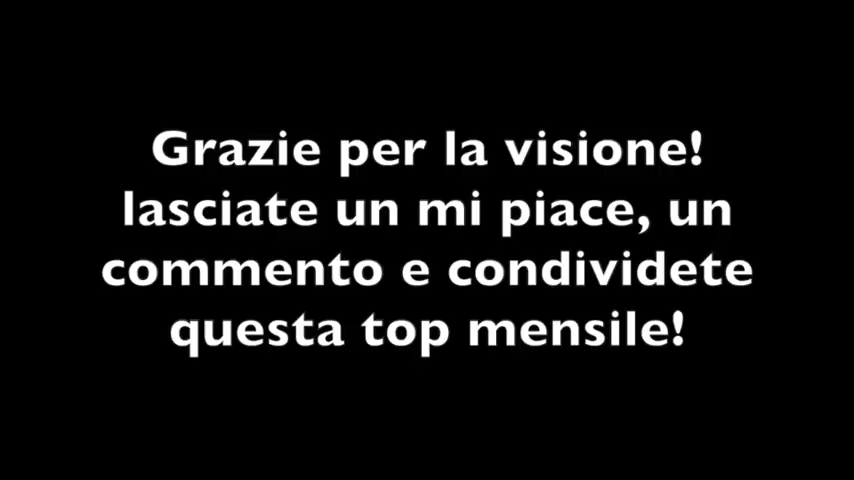 Grazie per la visione!
lasciate un mi piace, un
commento e condividete
questa top mensile!